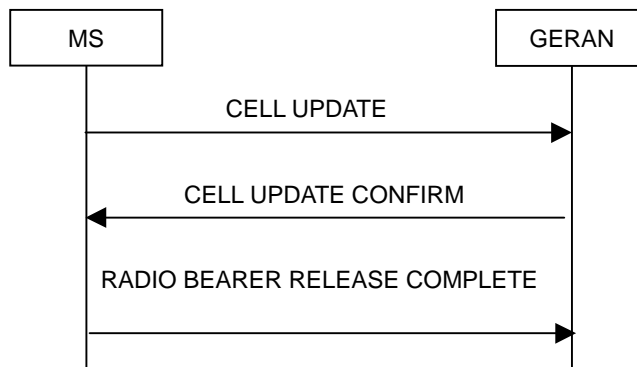 MS
GERAN
CELL UPDATE
CELL UPDATE CONFIRM
RADIO BEARER RELEASE COMPLETE